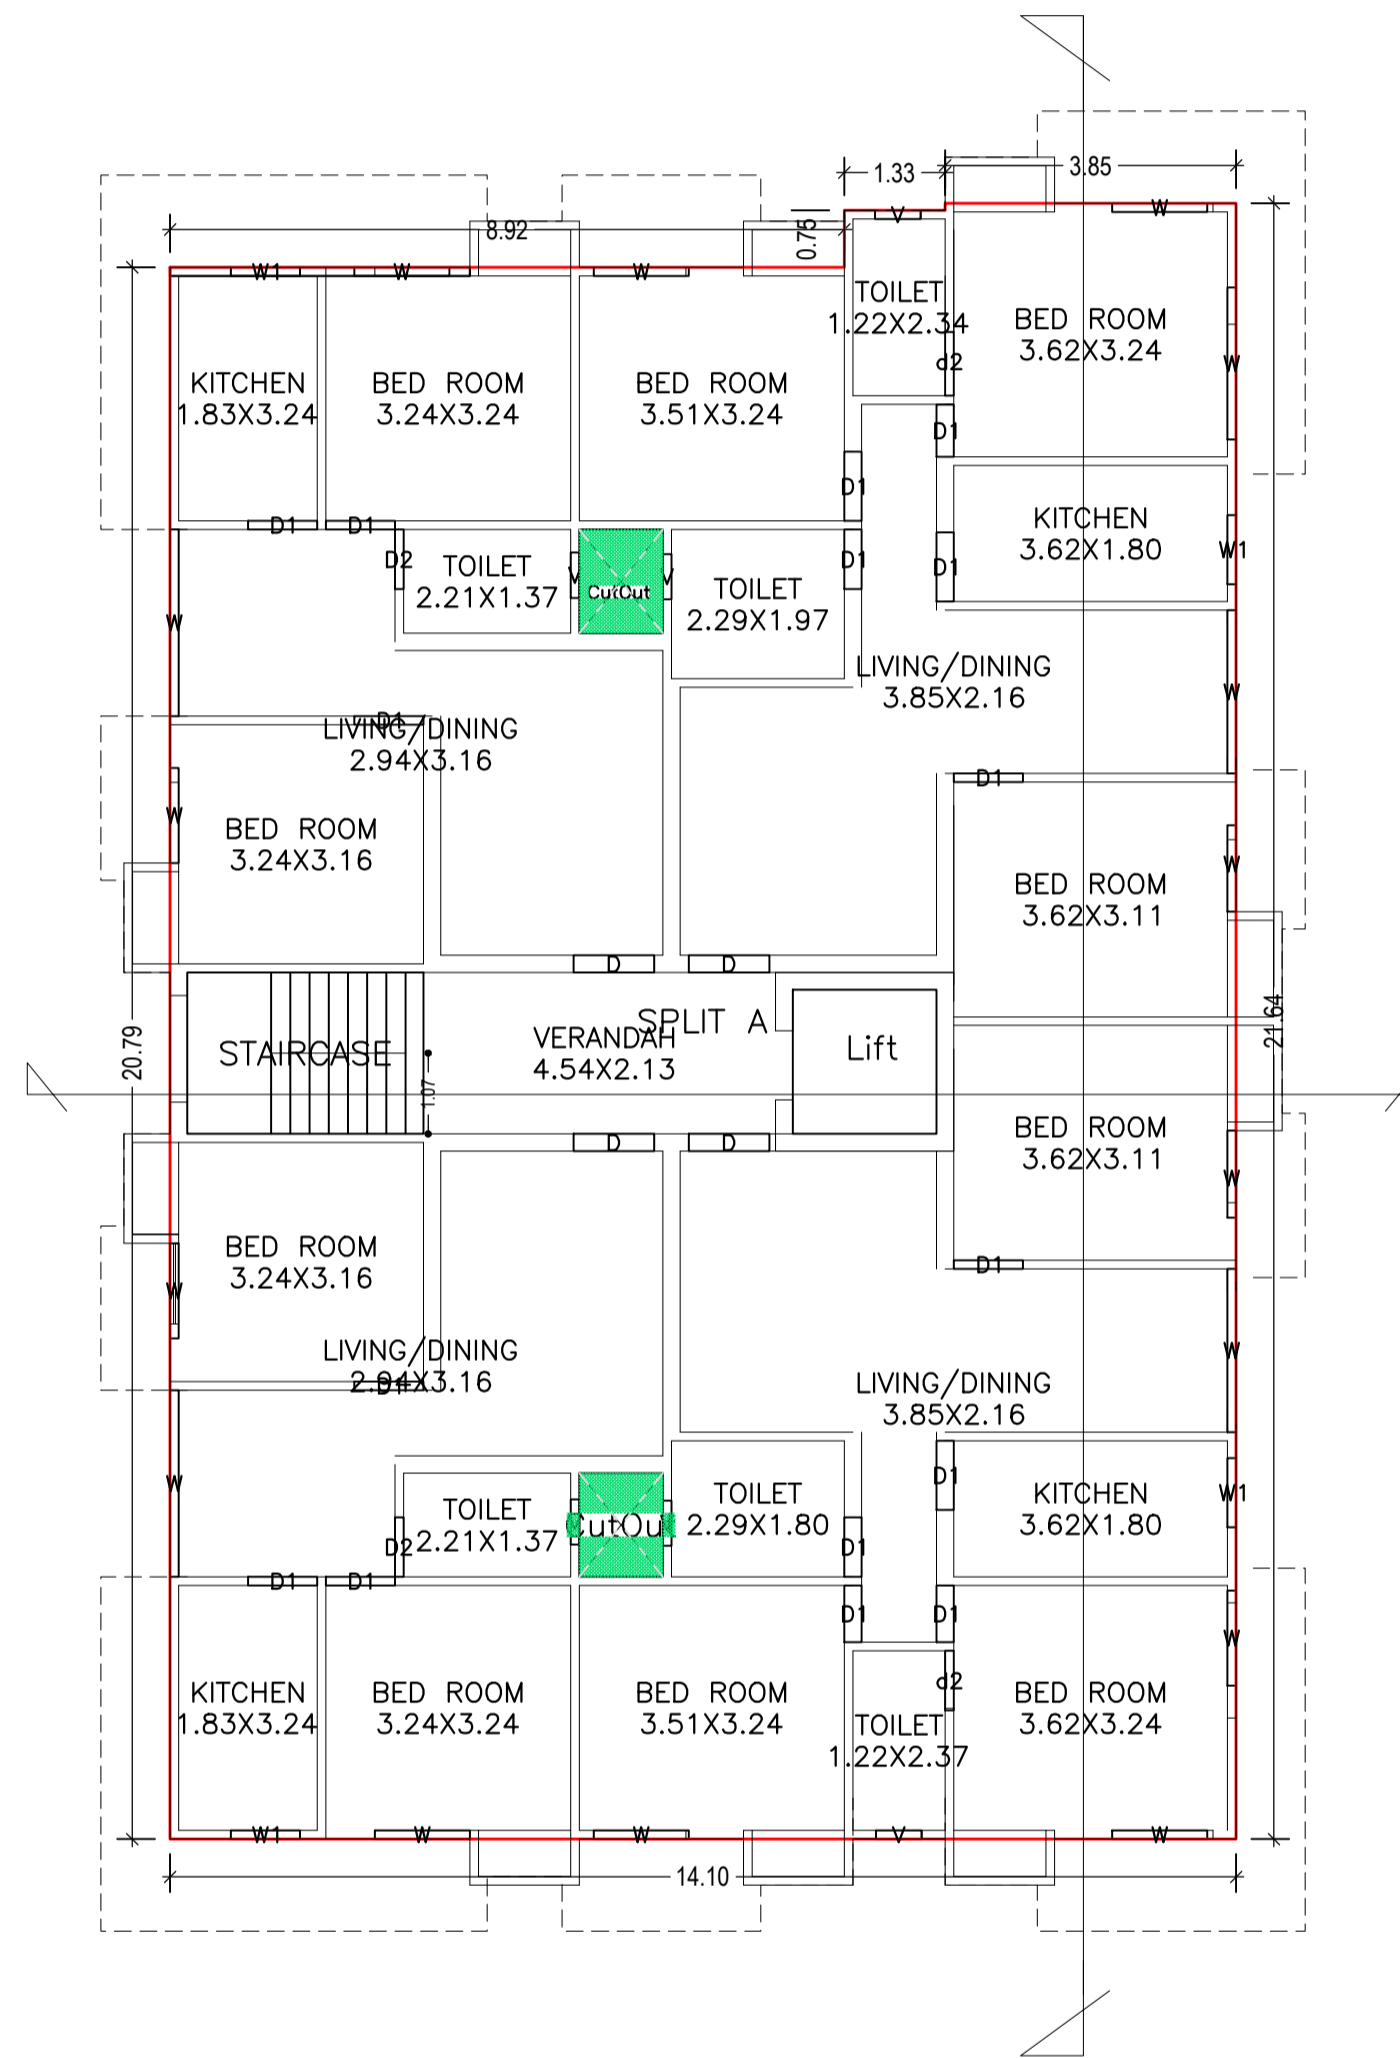 1.33
3.85
8.92
0.75
V
W
W1
W
W
TOILET
1.22X2.34
BED ROOM
3.62X3.24
d2
W
KITCHEN
1.83X3.24
BED ROOM
3.24X3.24
BED ROOM
3.51X3.24
D1
D1
KITCHEN
3.62X1.80
W1
D1
D1
D2
TOILET
2.21X1.37
V
CutOut
V
TOILET
2.29X1.97
D1
D1
W
LIVING/DINING
3.85X2.16
W
D1
LIVING/DINING
2.94X3.16
D1
W
BED ROOM
3.24X3.16
BED ROOM
3.62X3.11
W
D
D
20.79
STAIRCASE
1.07
VERANDAH
4.54X2.13
SPLIT A
Lift
21.64
D
D
BED ROOM
3.62X3.11
W
BED ROOM
3.24X3.16
W
D1
LIVING/DINING
2.94X3.16
D1
LIVING/DINING
3.85X2.16
W
W
D2
TOILET
2.21X1.37
CutOut
TOILET
2.29X1.80
D1
D1
KITCHEN
3.62X1.80
W1
D1
D1
D1
D1
W
KITCHEN
1.83X3.24
BED ROOM
3.24X3.24
BED ROOM
3.51X3.24
d2
TOILET
1.22X2.37
BED ROOM
3.62X3.24
W1
W
W
V
W
14.10